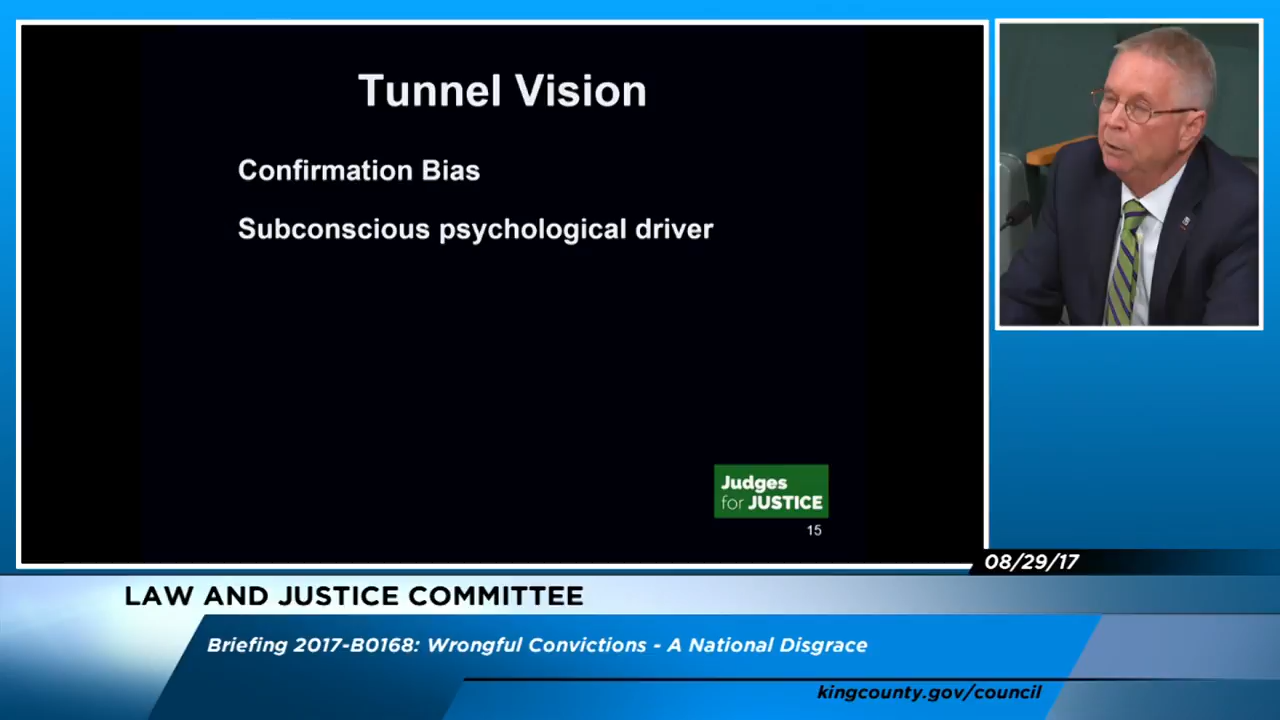 Tunnel Vision
Confirmation Bias
Subconscious psychological driver
Judges
for JUSTICE
15
08/29/17
LAW AND JUSTICE COMMITTEE
Briefing 2017-B0168: Wrongful Convictions - A National Disgrace
kingcounty.gov/council